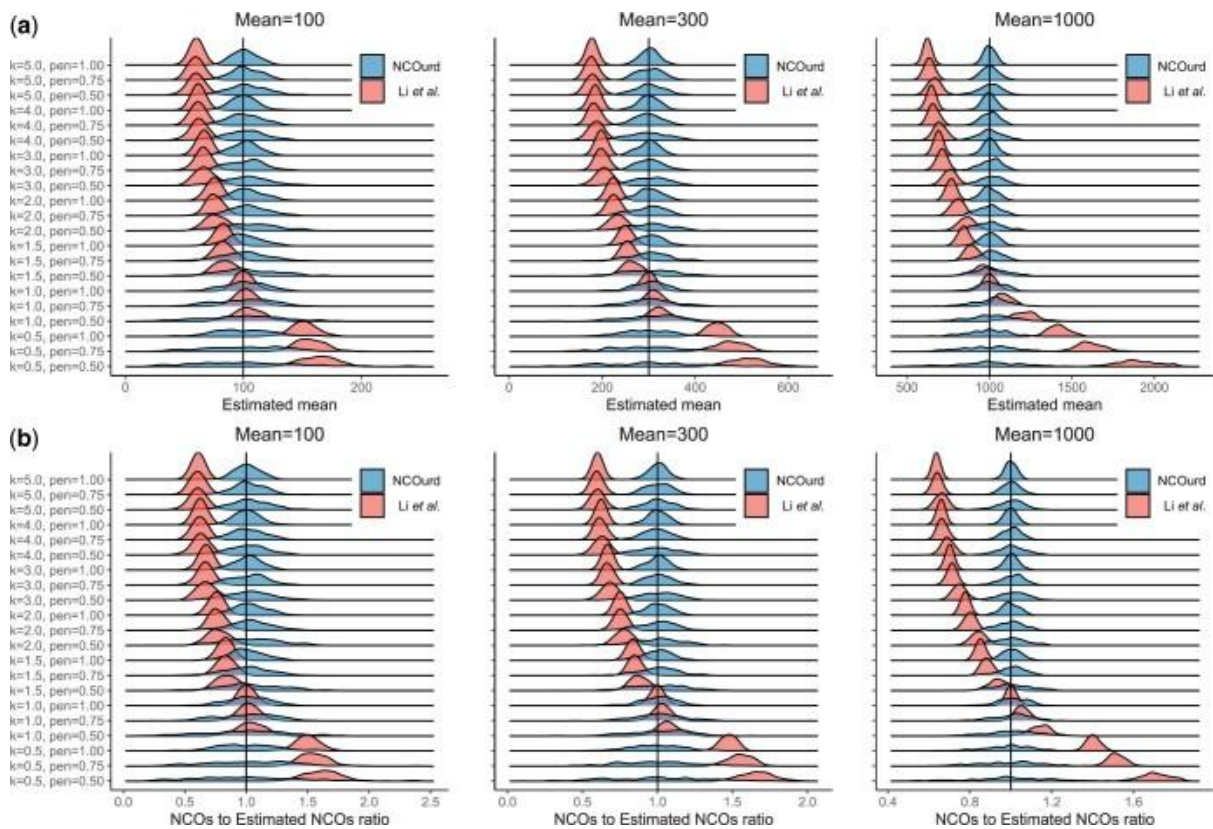 (a)
Mean=100
Mean=300
Mean=1000
k=5.0, pen=1.00
k=5.0, pen=0.75
k=5.0, pen=0.50
k=4.0, pen=1.00
k=4.0, pen=0.75
k=4.0, pen=0.50
k=3.0, pen=1.00
k=3.0, pen=0.75
k=3.0, pen=0.50
k=2.0, pen=1.00
k=2.0, pen=0.75
k=2.0, pen=0.50
k=1.5, pen=1.00
k=1.5, pen=0.75
k=1.5, pen=0.50
k=1.0, pen=1.00
k=1.0, pen=0.75
k=1.0, pen=0.50
k=0.5, pen=1.00
k=0.5, pen=0.75
k=0.5, pen=0.50
NCOurd
Li et al.
NCOurd
Li et al.
NCOurd
Li et al.
0 100 200
0 200 400 600
500 1000 1500 2000
Estimated mean
Estimated mean
Estimated mean
(b)
Mean=100
Mean=300
Mean=1000
k=5.0, pen=1.00
k=5.0, pen=0.75
k=5.0, pen=0.50
k=4.0, pen=1.00
k=4.0, pen=0.75
k=4.0, pen=0.50
k=3.0, pen=1.00
k=3.0, pen=0.75
k=3.0, pen=0.50
k=2.0, pen=1.00
k=2.0, pen=0.75
k=2.0, pen=0.50
k=1.5, pen=1.00
k=1.5, pen=0.75
k=1.5, pen=0.50
k=1.0, pen=1.00
k=1.0, pen=0.75
k=1.0, pen=0.50
k=0.5, pen=1.00
k=0.5, pen=0.75
k=0.5, pen=0.50
NCOurd
Li et al.
NCOurd
Li et al.
NCOurd
Li et al.
0.0 0.5 1.0 1.5 2.0 2.5
0.0 0.5 1.0 1.5 2.0
0.4 0.8 1.2 1.6
NCOs to Estimated NCOs ratio
NCOs to Estimated NCOs ratio
NCOs to Estimated NCOs ratio